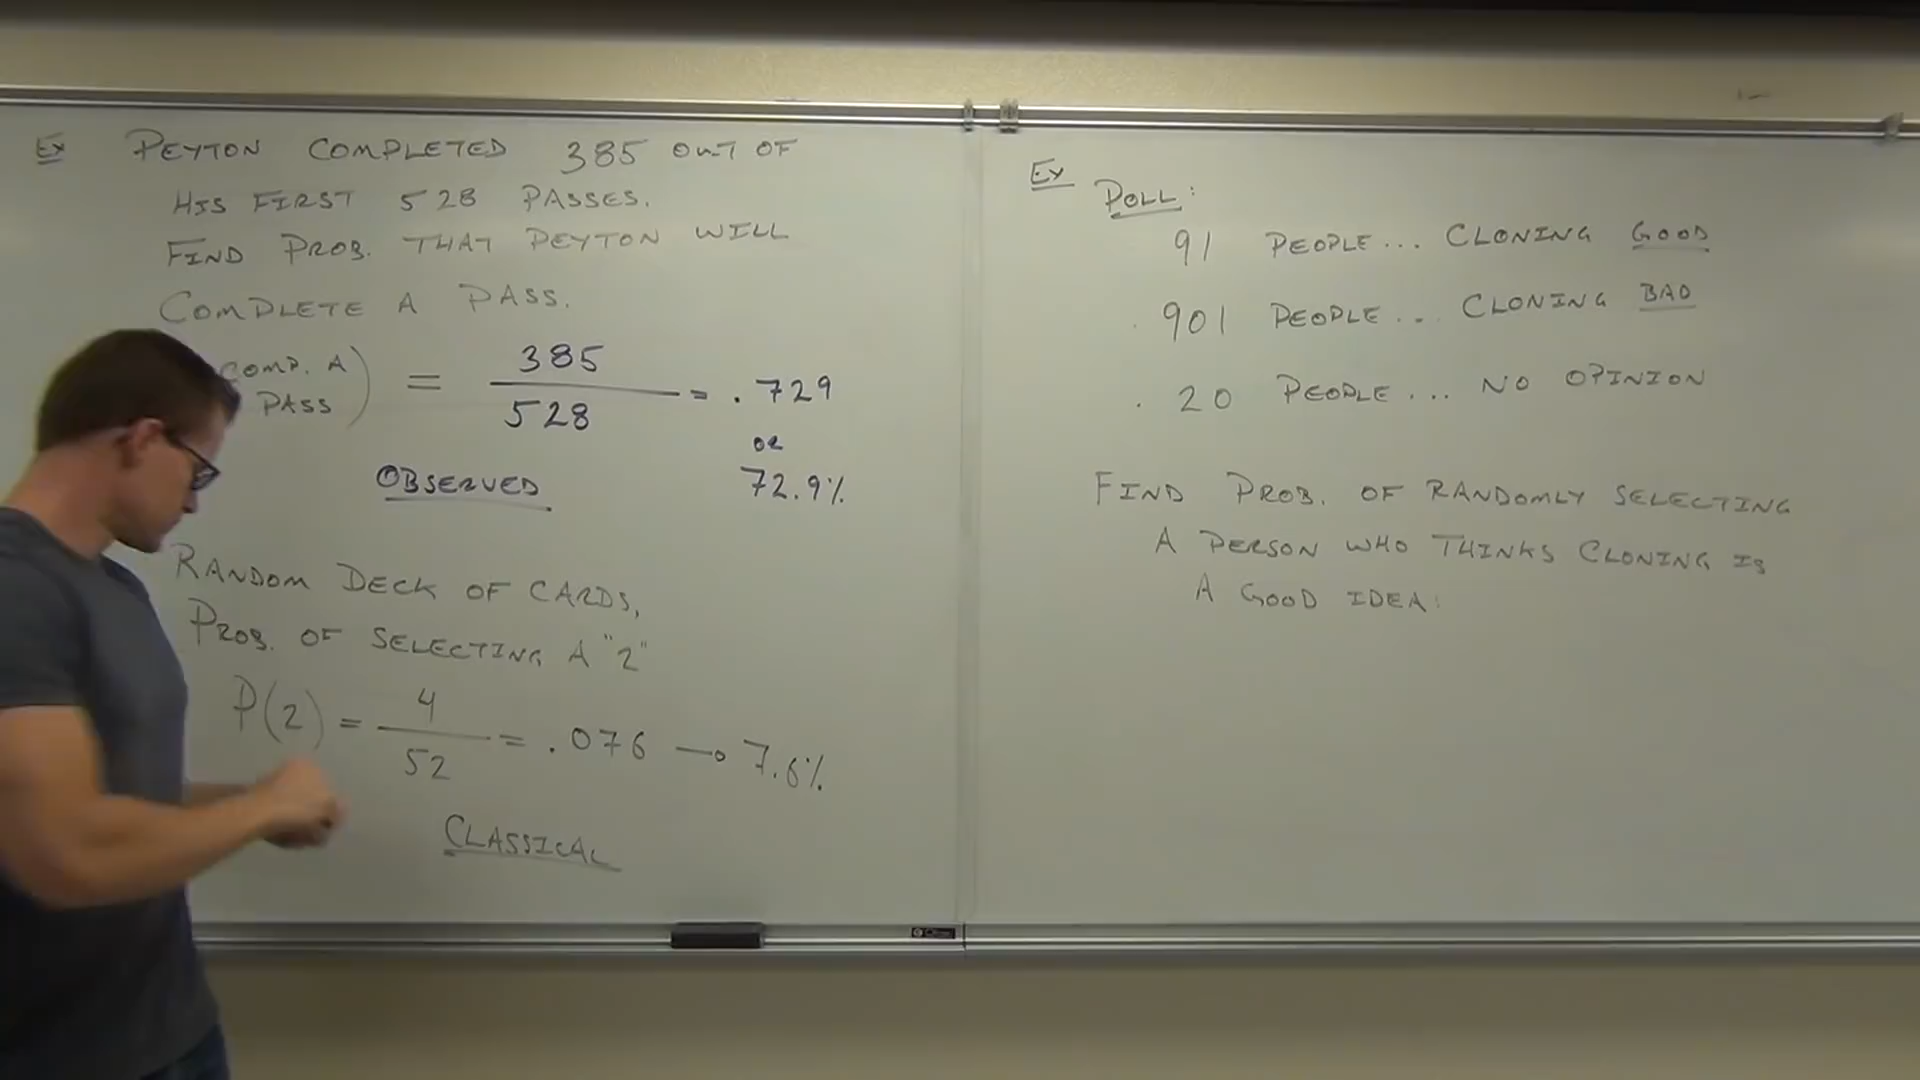 Ex PEYTON COMPLETED 385 OUT OF
HIS FIRST 528 PASSES.
FIND PROB. THAT PEYTON WILL
COMPLETE A PASS.
COMP. A
PASS) = 385/528 = .729
OR
72.9%
OBSERVED
RANDOM DECK OF CARDS,
PROB. OF SELECTING A "2"
P(2) = 4/52 = .076 → 7.6%
CLASSICAL
Ex POLL:
91 PEOPLE... CLONING GOOD
901 PEOPLE... CLONING BAD
20 PEOPLE... NO OPINION
FIND PROB. OF RANDOMLY SELECTING
A PERSON WHO THINKS CLONING IS
A GOOD IDEA: